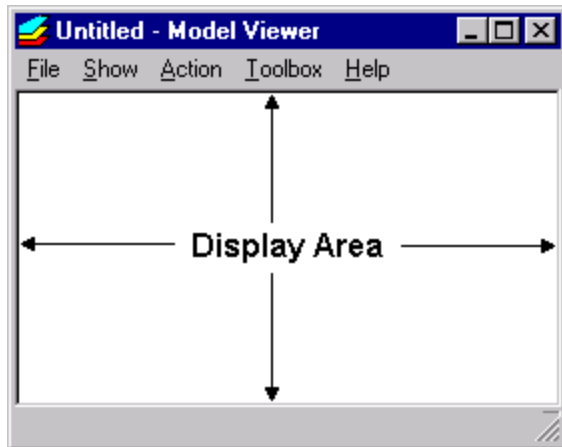 Untitled - Model Viewer
File Show Action Toolbox Help
Display Area